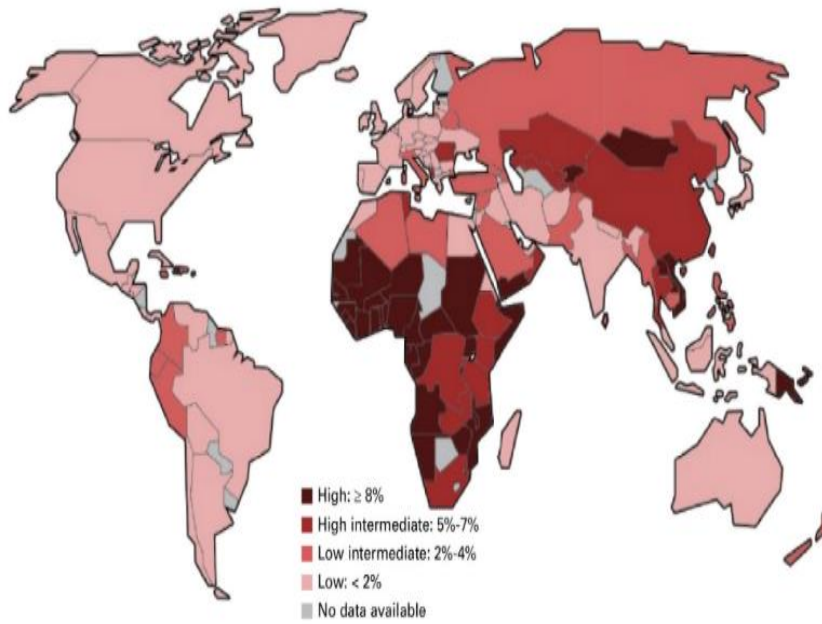 High: ≥ 8%
High intermediate: 5%-7%
Low intermediate: 2%-4%
Low: < 2%
No data available